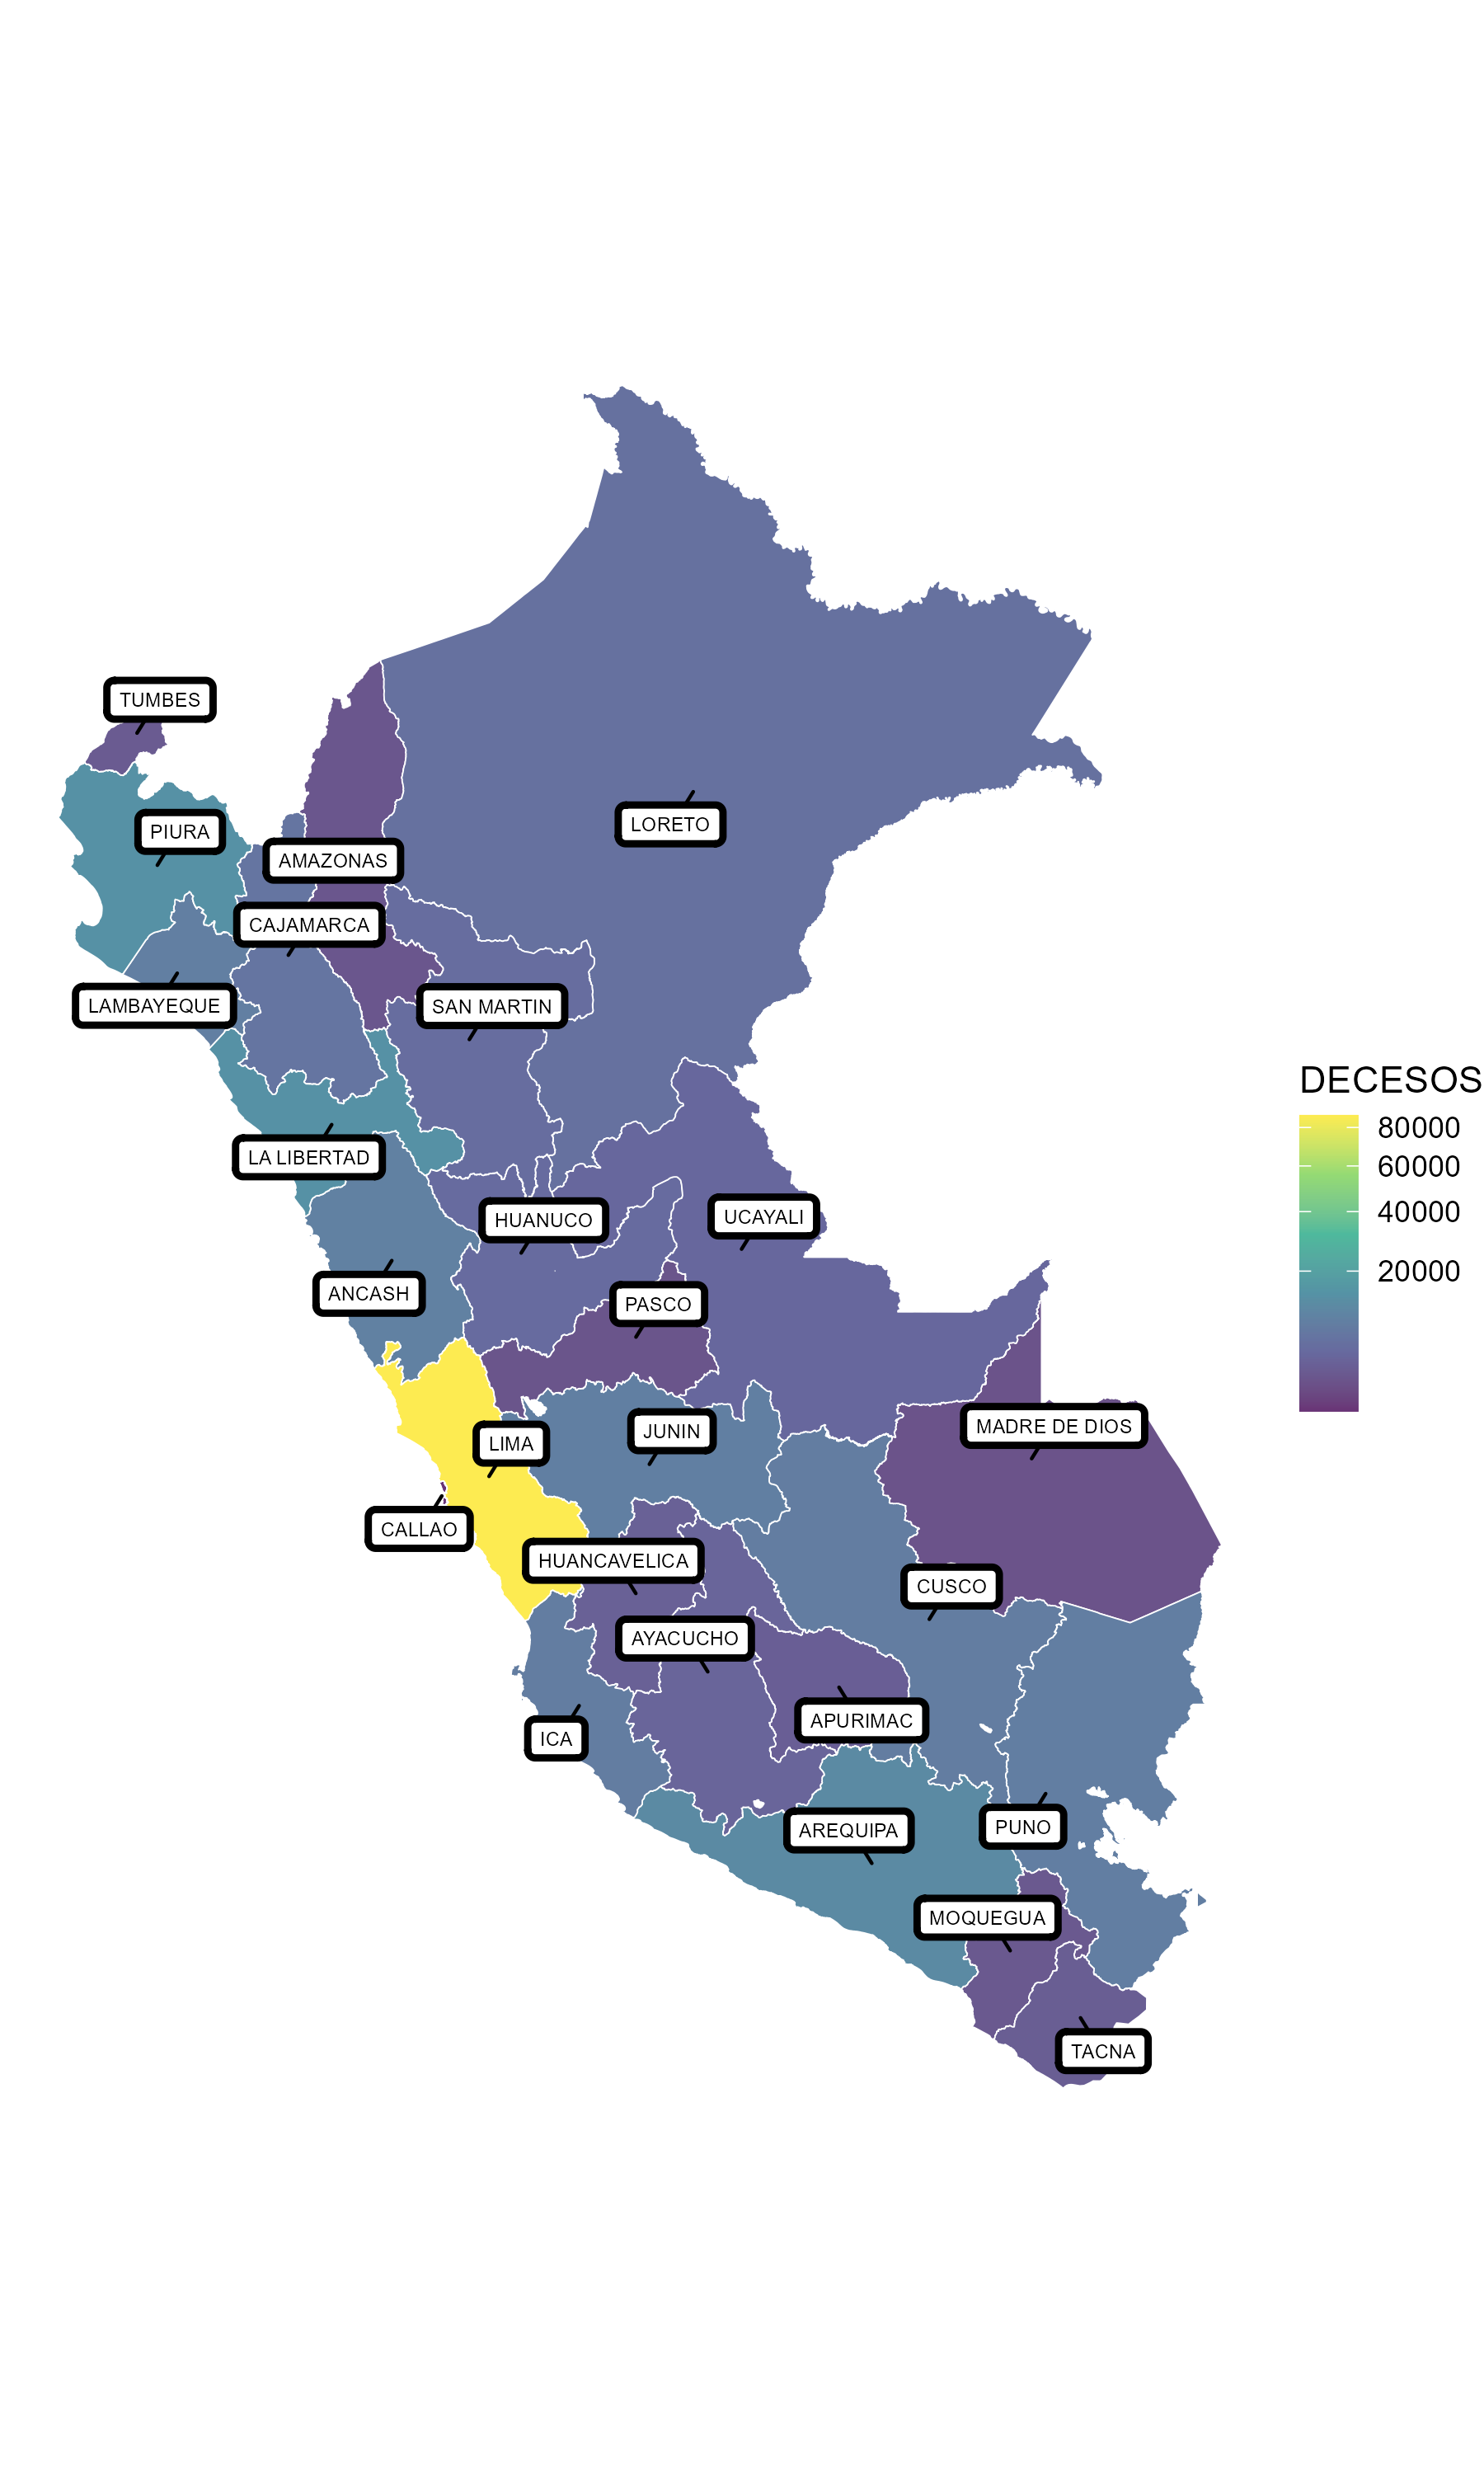 TUMBES
PIURA
LORETO
AMAZONAS
CAJAMARCA
LAMBAYEQUE
SAN MARTIN
DECESOS
80000
60000
40000
20000
LA LIBERTAD
HUANUCO
UCAYALI
ANCASH
PASCO
MADRE DE DIOS
JUNIN
LIMA
CALLAO
HUANCAVELICA
CUSCO
AYACUCHO
APURIMAC
ICA
AREQUIPA
PUNO
MOQUEGUA
TACNA